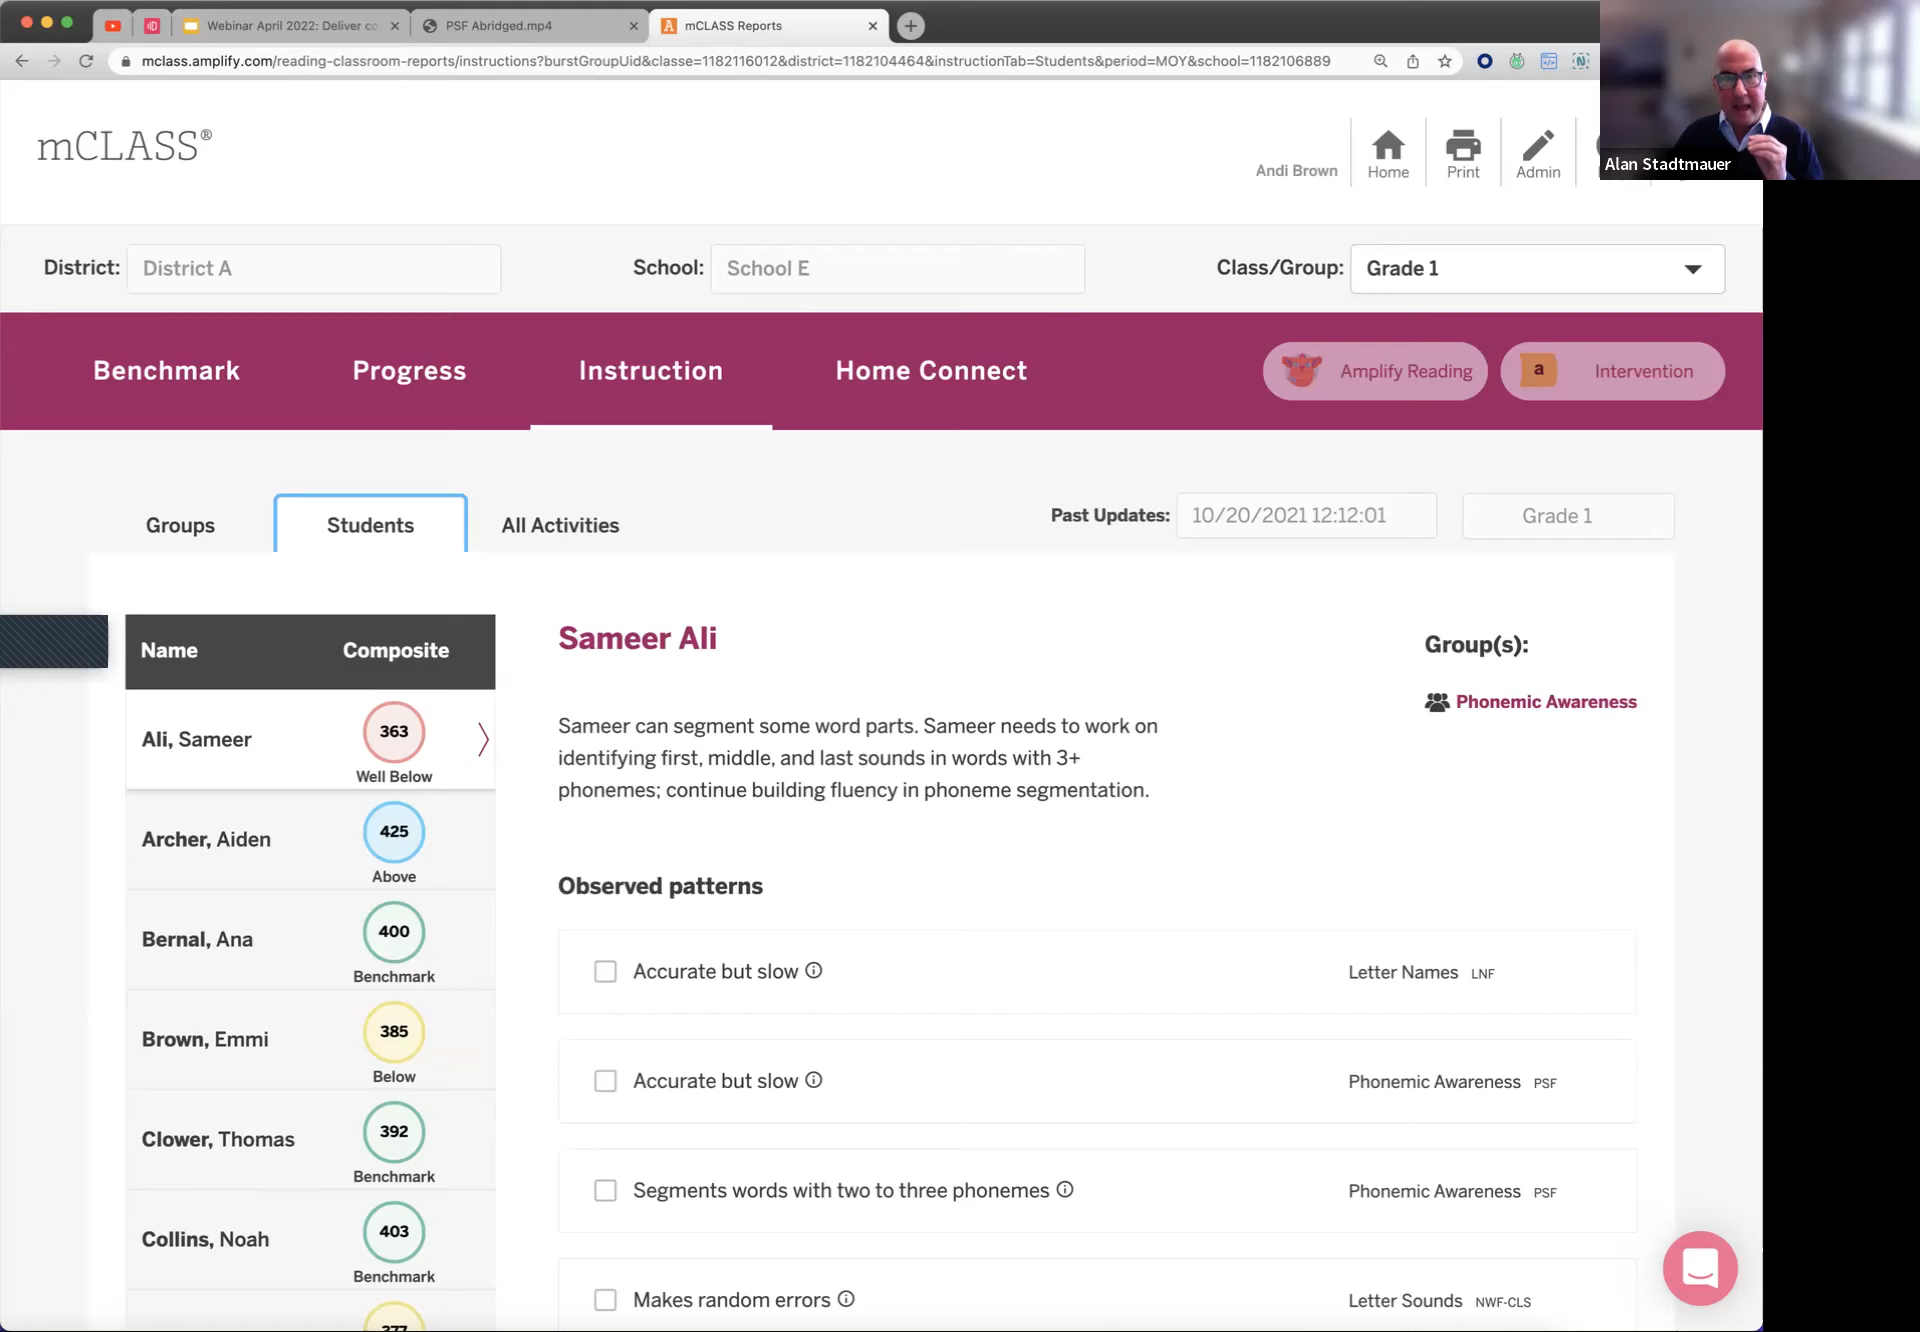 Webinar April 2022: Deliver co
PSF Abridged.mp4
mCLASS Reports
mclass.amplify.com/reading-classroom-reports/instructions?burstGroupUid&classe=1182116012&district=1182104464&instructionTab=Students&period=MOY&school=1182106889
Alan Stadtmauer
mCLASS®
Andi Brown
Home
Print
Admin
District: District A
School: School E
Class/Group: Grade 1
Benchmark
Progress
Instruction
Home Connect
Amplify Reading
a Intervention
Groups
Students
All Activities
Past Updates: 10/20/2021 12:12:01
Grade 1
Name Composite
Ali, Sameer 363
Well Below
Archer, Aiden 425
Above
Bernal, Ana 400
Benchmark
Brown, Emmi 385
Below
Clower, Thomas 392
Benchmark
Collins, Noah 403
Benchmark
Sameer Ali
Group(s):
Phonemic Awareness
Sameer can segment some word parts. Sameer needs to work on
identifying first, middle, and last sounds in words with 3+
phonemes; continue building fluency in phoneme segmentation.
Observed patterns
Accurate but slow Letter Names LNF
Accurate but slow Phonemic Awareness PSF
Segments words with two to three phonemes Phonemic Awareness PSF
Makes random errors Letter Sounds NWF-CLS